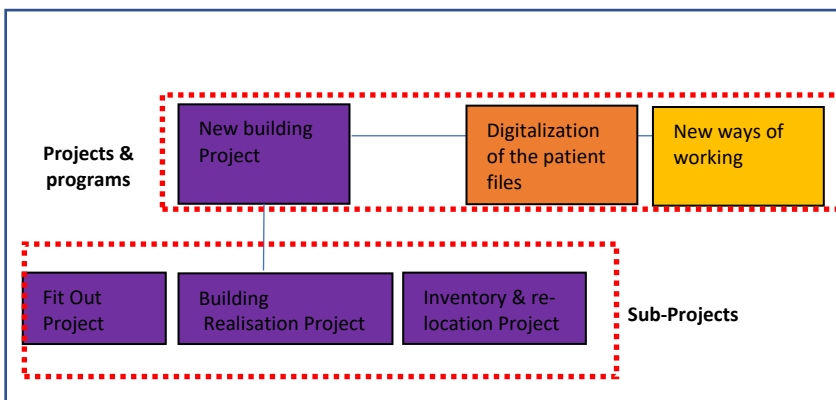 New building
Project
Digitalization
of the patient
files
New ways of
working
Projects &
programs
Fit Out
Project
Building
Realisation Project
Inventory & re-
location Project
Sub-Projects